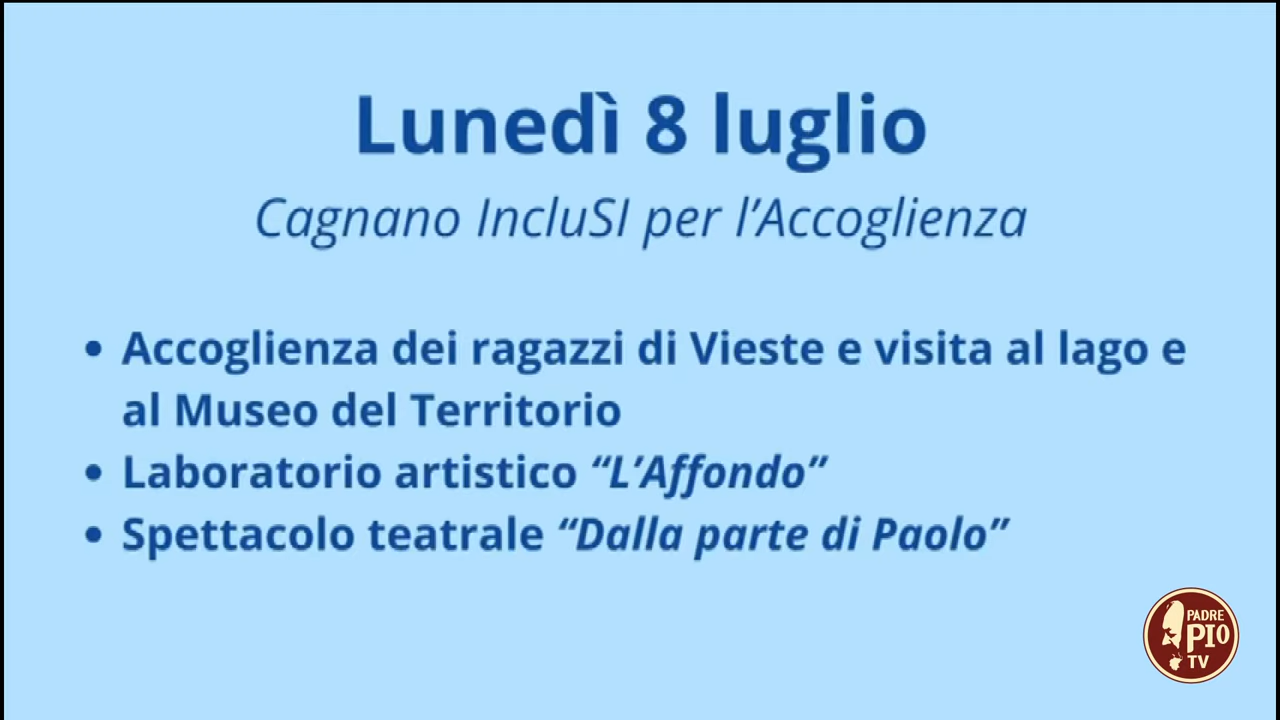 Lunedì 8 luglio
Cagnano IncluSI per l’Accoglienza
• Accoglienza dei ragazzi di Vieste e visita al lago e
al Museo del Territorio
• Laboratorio artistico “L’Affondo”
• Spettacolo teatrale “Dalla parte di Paolo”
PADRE
PIO
TV